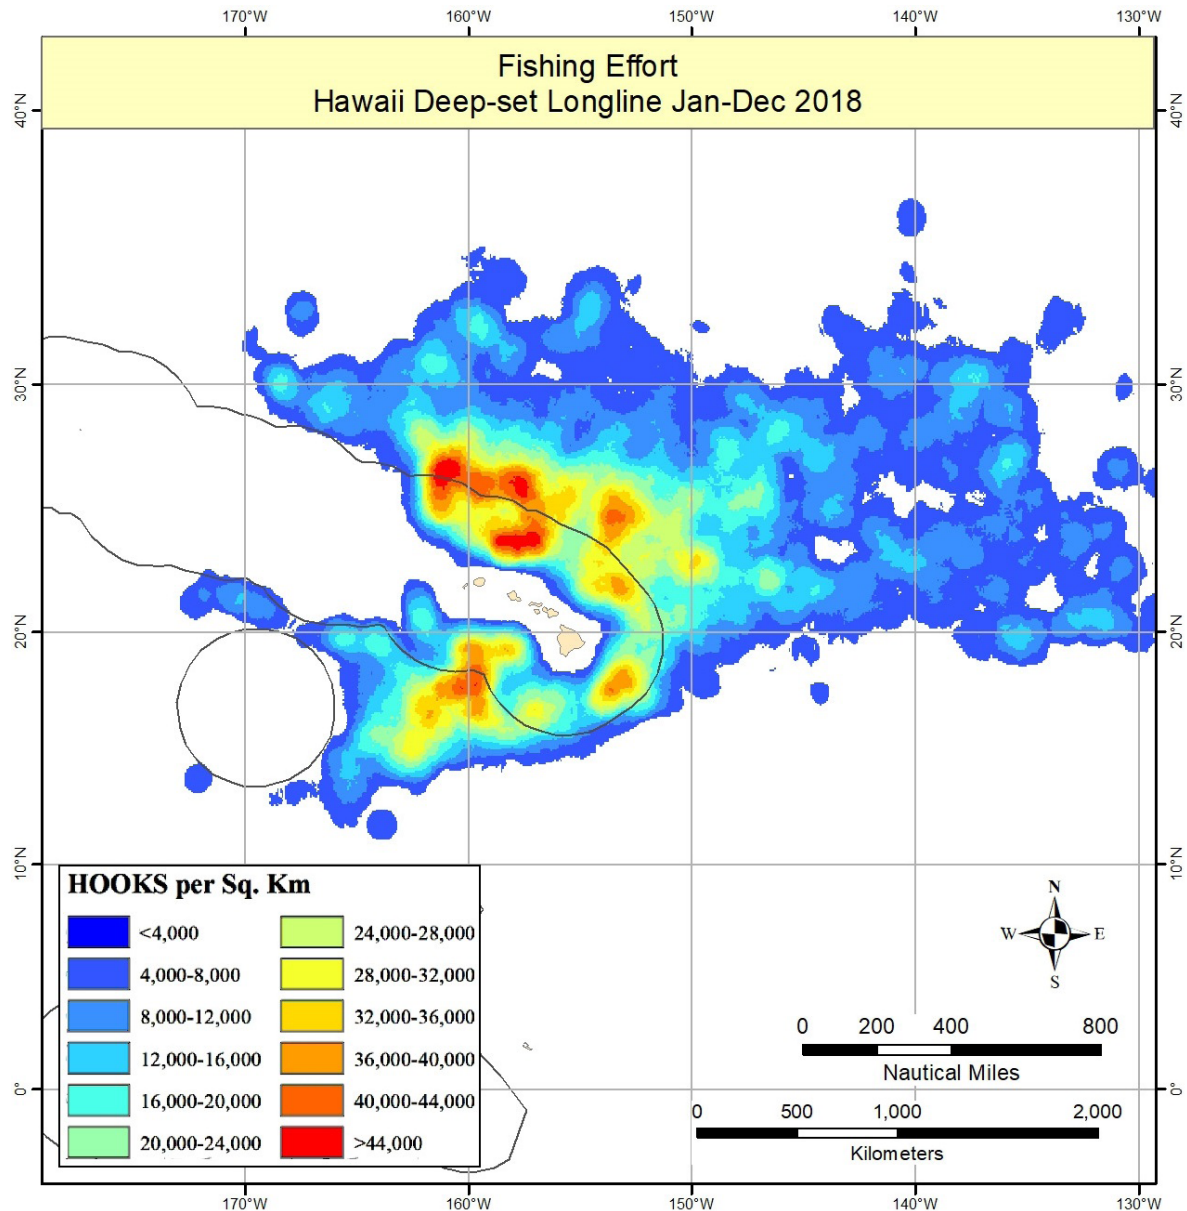 170°W 160°W 150°W 140°W 130°W
Fishing Effort
Hawaii Deep-set Longline Jan-Dec 2018
40°N 40°N
30°N 30°N
20°N 20°N
10°N 10°N
HOOKS per Sq. Km
<4,000 24,000-28,000
4,000-8,000 28,000-32,000
8,000-12,000 32,000-36,000
12,000-16,000 36,000-40,000
16,000-20,000 40,000-44,000
20,000-24,000 >44,000
N
W E
S
0 200 400 800
Nautical Miles
0° 0°
0 500 1,000 2,000
Kilometers
170°W 160°W 150°W 140°W 130°W